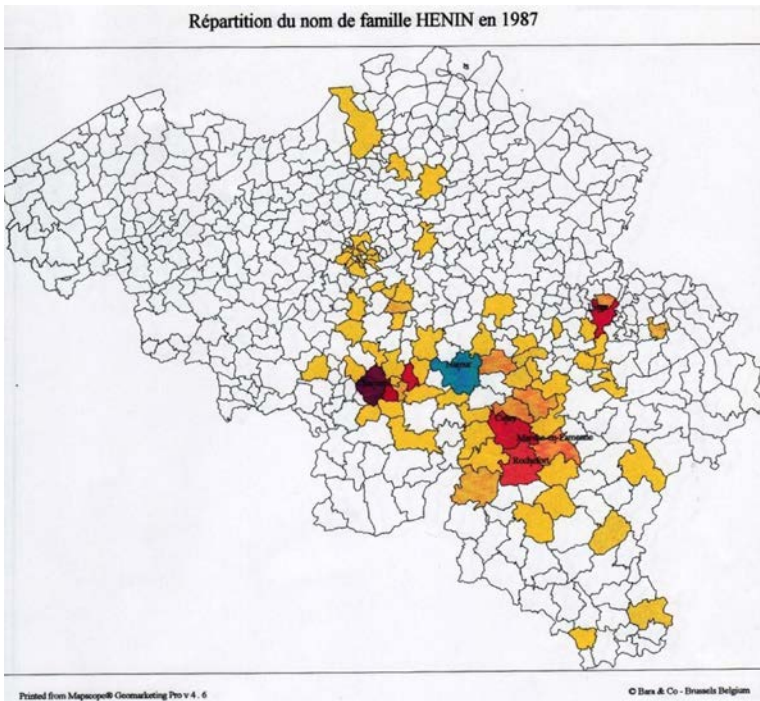 Répartition du nom de famille HENIN en 1987
Namur
Ciney
Marche-en-Famenne
Rochefort
Printed from Mapscope® Geomarketing Pro v 4 . 6
© Bara & Co - Brussels Belgium